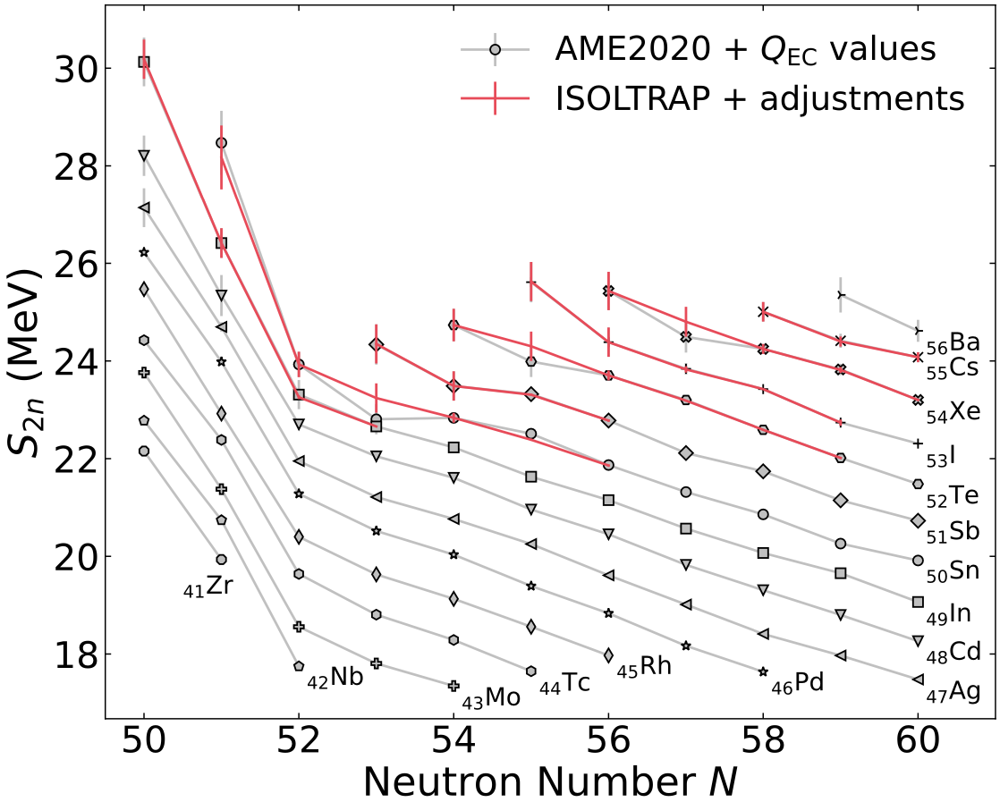 AME2020 + Q_EC values
ISOLTRAP + adjustments
S_2n (MeV)
30
28
26
24
22
20
18
₅₆Ba
₅₅Cs
₅₄Xe
₅₃I
₅₂Te
₅₁Sb
₅₀Sn
₄₉In
₄₈Cd
₄₇Ag
₄₁Zr
₄₂Nb
₄₃Mo
₄₄Tc
₄₅Rh
₄₆Pd
50 52 54 56 58 60
Neutron Number N